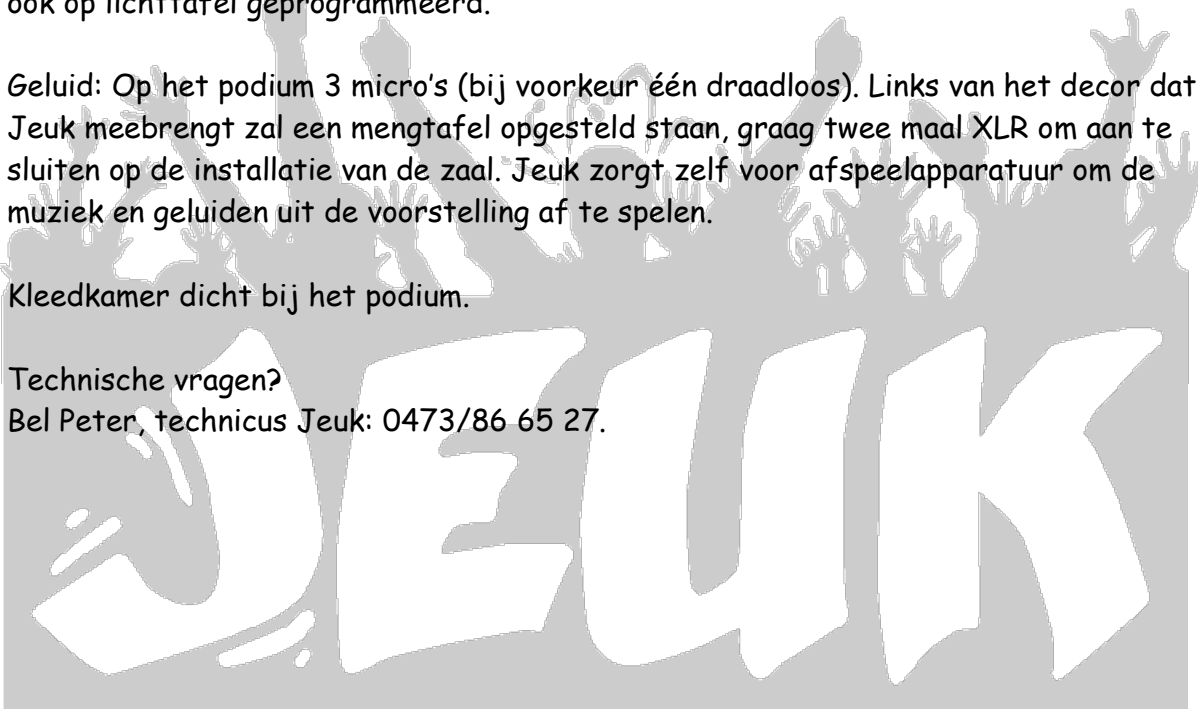 ook op lichttafel geprogrammeerd.
Geluid: Op het podium 3 micro's (bij voorkeur één draadloos). Links van het decor dat
Jeuk meebrengt zal een mengtafel opgesteld staan, graag twee maal XLR om aan te
sluiten op de installatie van de zaal. Jeuk zorgt zelf voor afspeelapparatuur om de
muziek en geluiden uit de voorstelling af te spelen.
Kleedkamer dicht bij het podium.
Technische vragen?
Bel Peter, technicus Jeuk: 0473/86 65 27.
JEUK